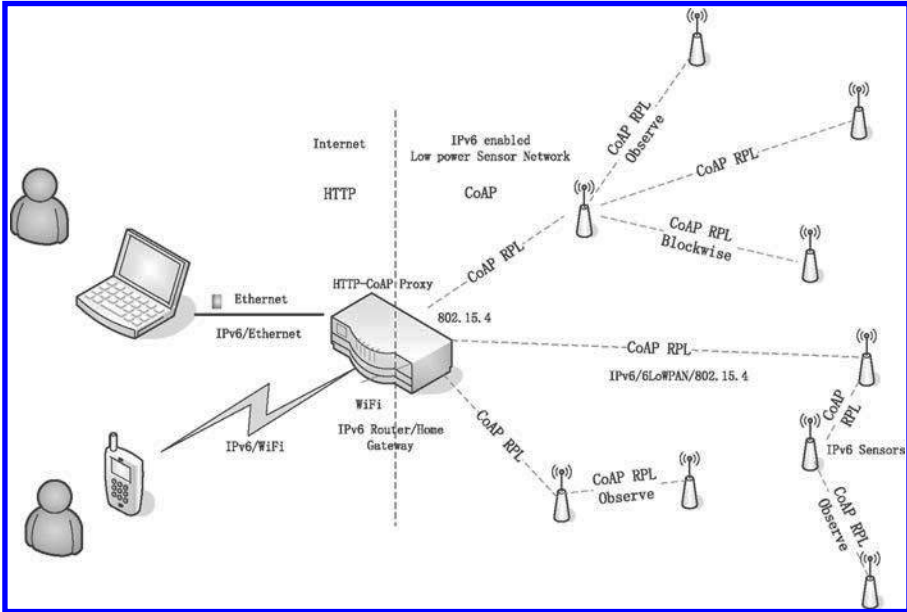 CoAP RPL
Observe
Internet
IPv6 enabled
Low power Sensor Network
CoAP RPL
HTTP
CoAP
CoAP RPL
Blockwise
CoAP RPL
HTTP-CoAP Proxy
Ethernet
802.15.4
IPv6/Ethernet
CoAP RPL
IPv6/6LoWPAN/802.15.4
WiFi
CoAP RPL
CoAP
RPL
IPv6/WiFi
IPv6 Router/Home
Gateway
IPv6 Sensors
CoAP RPL
Observe
CoAP RPL
Observe